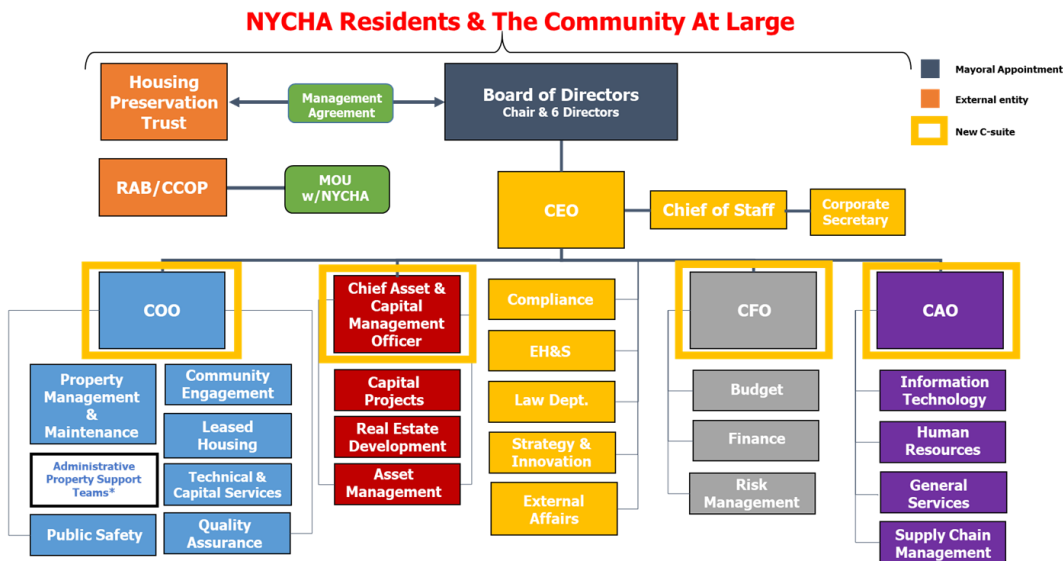 NYCHA Residents & The Community At Large
Housing
Preservation
Trust
Management
Agreement
Board of Directors
Chair & 6 Directors
Mayoral Appointment
External entity
New C-suite
RAB/CCOP
MOU
w/NYCHA
CEO
Chief of Staff
Corporate
Secretary
COO
Chief Asset &
Capital
Management
Officer
Compliance
CFO
CAO
EH&S
Property
Management
&
Maintenance
Community
Engagement
Leased
Housing
Administrative
Property Support
Teams*
Technical &
Capital Services
Public Safety
Quality
Assurance
Capital
Projects
Real Estate
Development
Asset
Management
Law Dept.
Strategy &
Innovation
External
Affairs
Budget
Finance
Risk
Management
Information
Technology
Human
Resources
General
Services
Supply Chain
Management